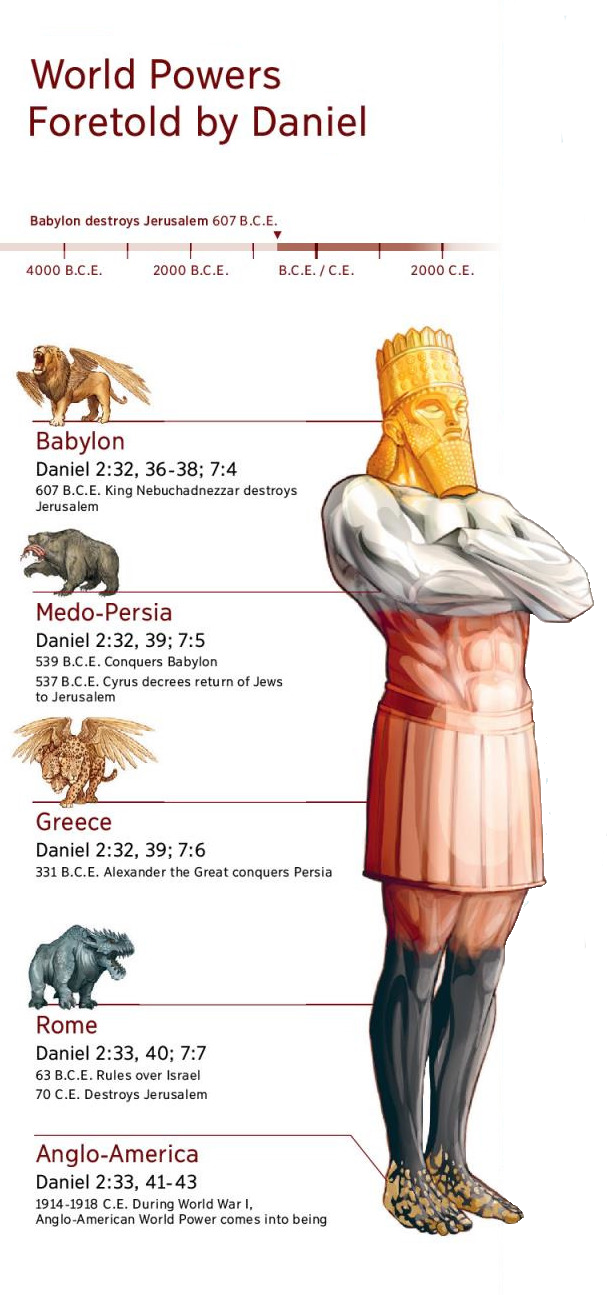 World Powers
Foretold by Daniel
Babylon destroys Jerusalem 607 B.C.E.
4000 B.C.E.
2000 B.C.E.
B.C.E. / C.E.
2000 C.E.
Babylon
Daniel 2:32, 36-38; 7:4
607 B.C.E. King Nebuchadnezzar destroys
Jerusalem
Medo-Persia
Daniel 2:32, 39; 7:5
539 B.C.E. Conquers Babylon
537 B.C.E. Cyrus decrees return of Jews
to Jerusalem
Greece
Daniel 2:32, 39; 7:6
331 B.C.E. Alexander the Great conquers Persia
Rome
Daniel 2:33, 40; 7:7
63 B.C.E. Rules over Israel
70 C.E. Destroys Jerusalem
Anglo-America
Daniel 2:33, 41-43
1914-1918 C.E. During World War I,
Anglo-American World Power comes into being